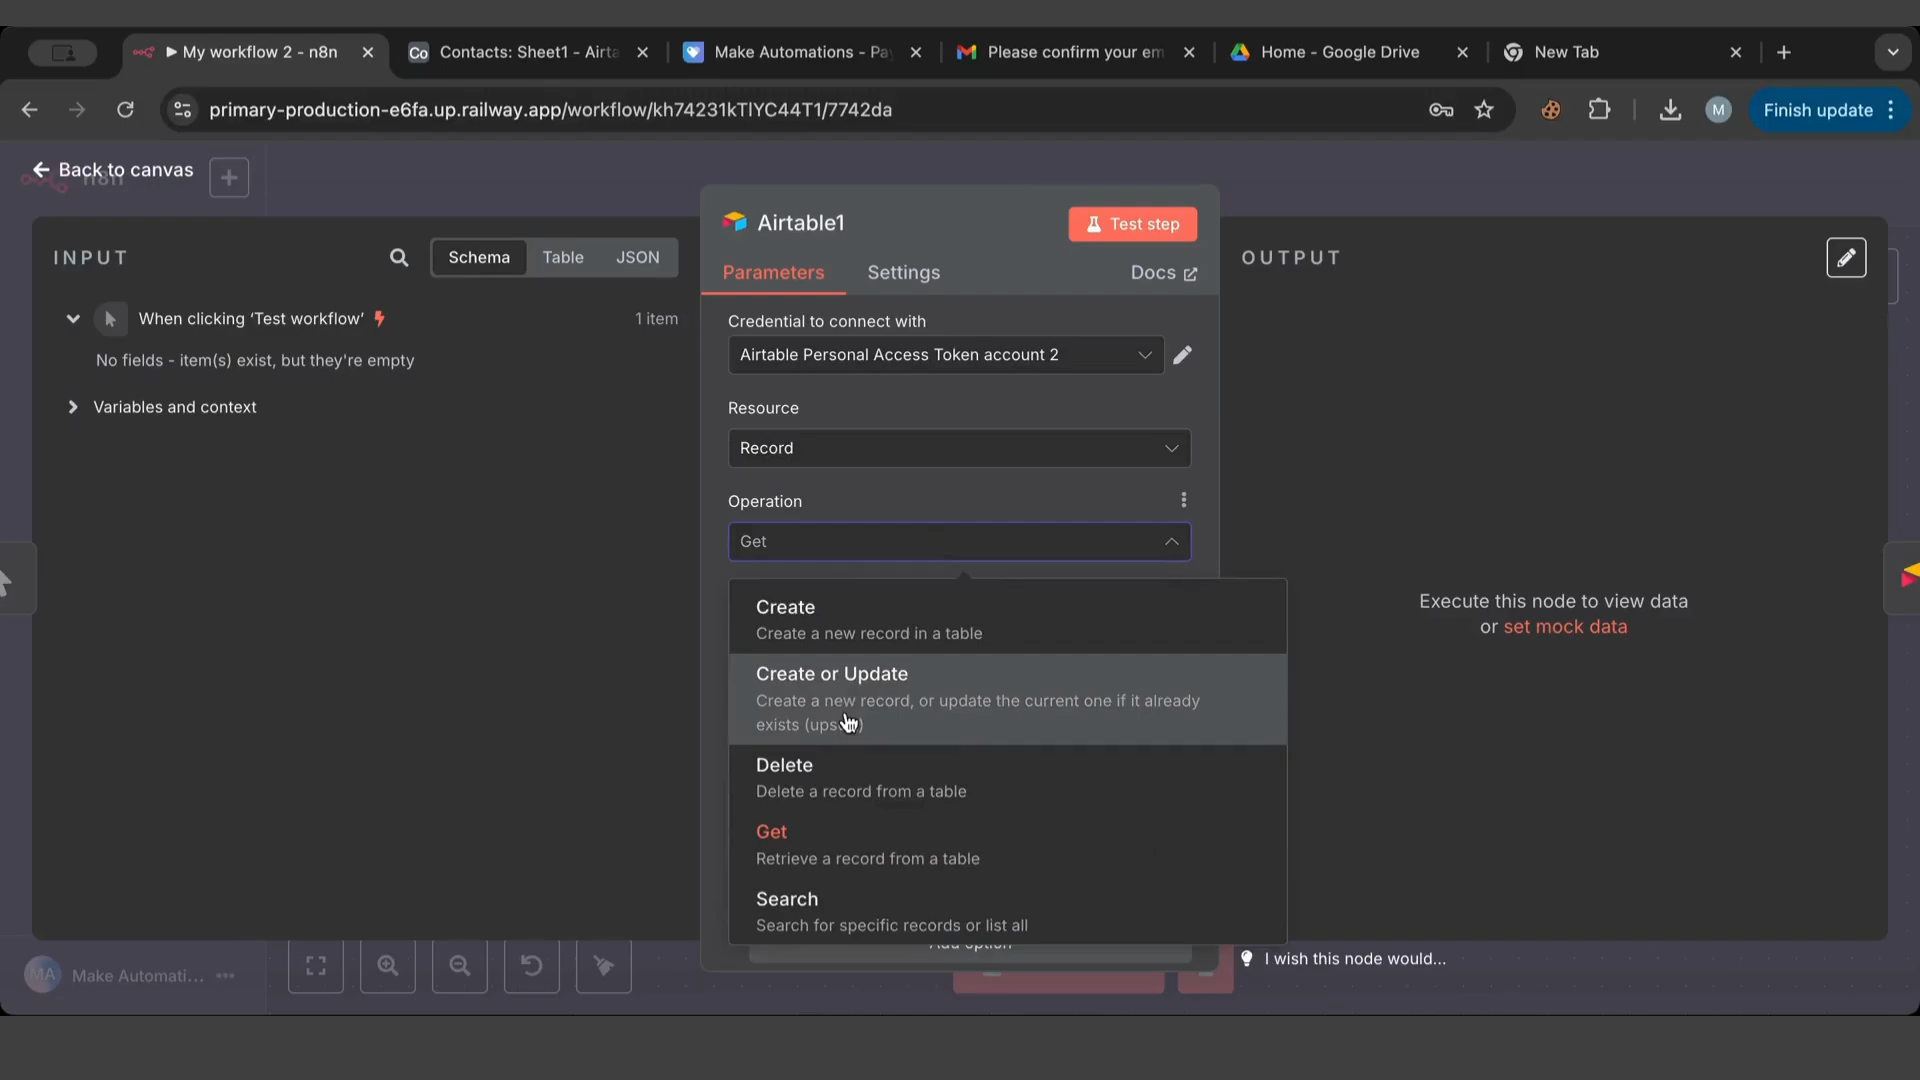 My workflow 2 - n8n
Co Contacts: Sheet1 - Airta
Make Automations - Pa
Please confirm your em
Home - Google Drive
New Tab
primary-production-e6fa.up.railway.app/workflow/kh74231kTlYC44T1/7742da
M
Finish update
Back to canvas
n8n
Airtable1
Test step
INPUT
Schema
Table
JSON
OUTPUT
Parameters
Settings
Docs
When clicking ‘Test workflow’
1 item
No fields - item(s) exist, but they're empty
Variables and context
Credential to connect with
Airtable Personal Access Token account 2
Resource
Record
Operation
Get
Create
Create a new record in a table
Create or Update
Create a new record, or update the current one if it already
exists
Delete
Delete a record from a table
Get
Retrieve a record from a table
Search
Search for specific records or list all
Add option
Execute this node to view data
or set mock data
I wish this node would...
MA
Make Automati...